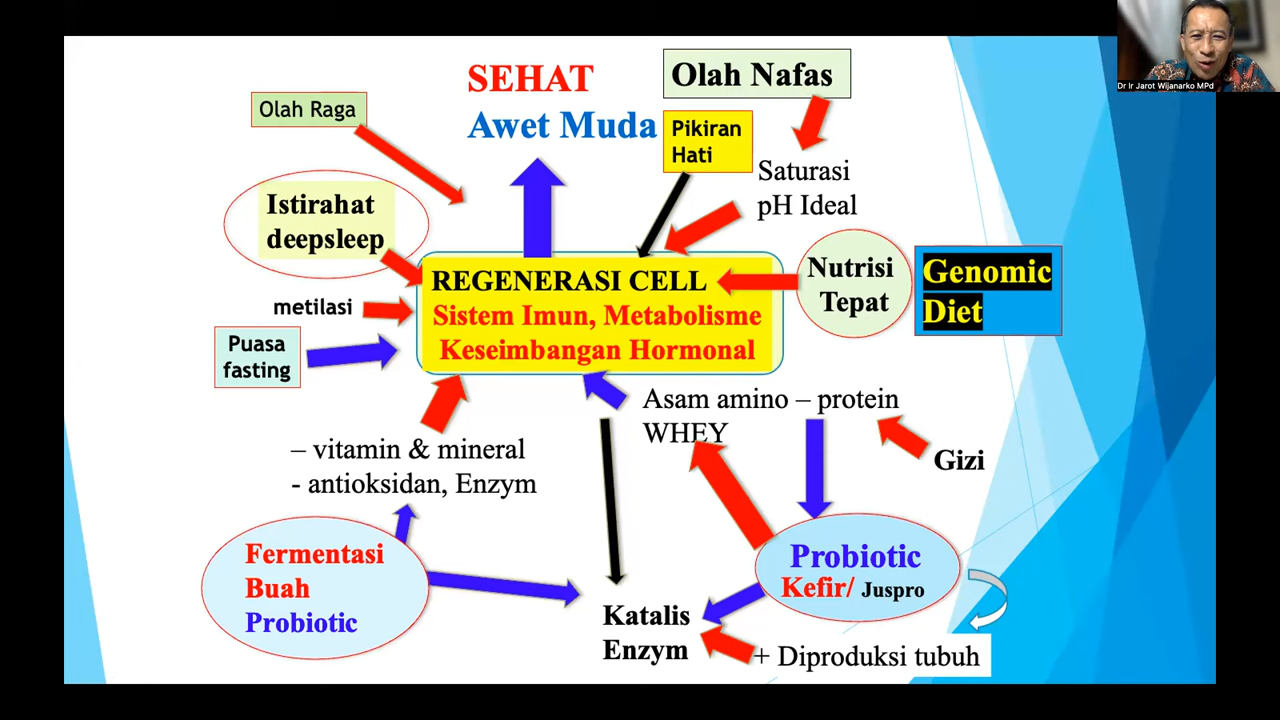 Dr Ir Jarot Wijanarko MPd
SEHAT
Awet Muda
Olah Nafas
Olah Raga
Pikiran
Hati
Saturasi
pH Ideal
Istirahat
deepsleep
REGENERASI CELL
Sistem Imun, Metabolisme
Keseimbangan Hormonal
Nutrisi
Tepat
Genomic
Diet
metilasi
Puasa
fasting
Asam amino – protein
WHEY
Gizi
– vitamin & mineral
- antioksidan, Enzym
Fermentasi
Buah
Probiotic
Probiotic
Kefir/ Juspro
Katalis
Enzym
+ Diproduksi tubuh